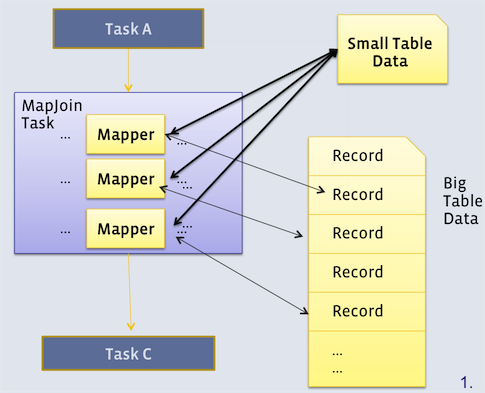 Task A
Small Table
Data
MapJoin
Task
... Mapper ...
... Mapper ...
... Mapper ...
Record
Record
Record
Record
Record
...
...
Big
Table
Data
Task C
1.